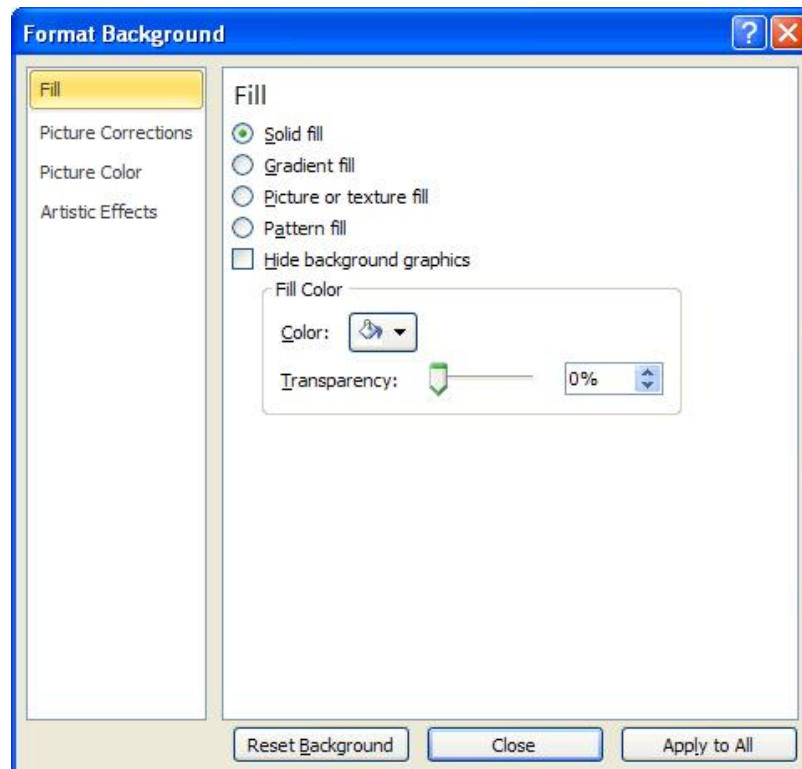 Format Background
Fill
Picture Corrections
Picture Color
Artistic Effects
Fill
Solid fill
Gradient fill
Picture or texture fill
Pattern fill
Hide background graphics
Fill Color
Color:
Transparency: 0%
Reset Background Close Apply to All